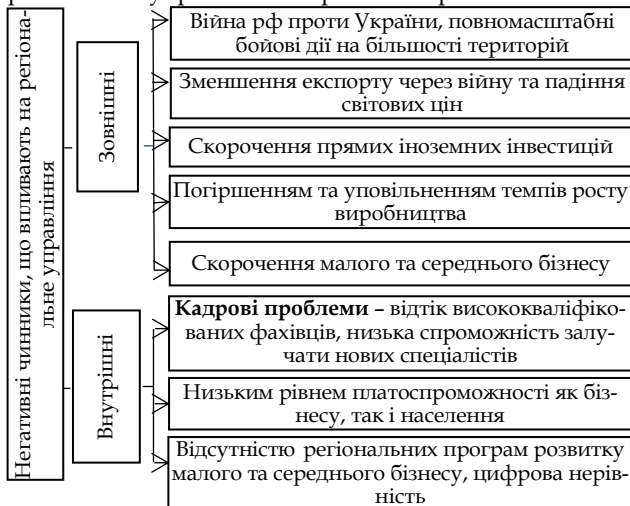 Негативні чинники, що впливають на регіона-
льне управління
Зовнішні
Війна рф проти України, повномасштабні
бойові дії на більшості територій
Зменшення експорту через війну та падіння
світових цін
Скорочення прямих іноземних інвестицій
Погіршенням та уповільненням темпів росту
виробництва
Скорочення малого та середнього бізнесу
Внутрішні
Кадрові проблеми – відтік висококваліфіко-
ваних фахівців, низька спроможність залу-
чати нових спеціалістів
Низьким рівнем платоспроможності як біз-
несу, так і населення
Відсутністю регіональних програм розвитку
малого та середнього бізнесу, цифрова нерів-
ність